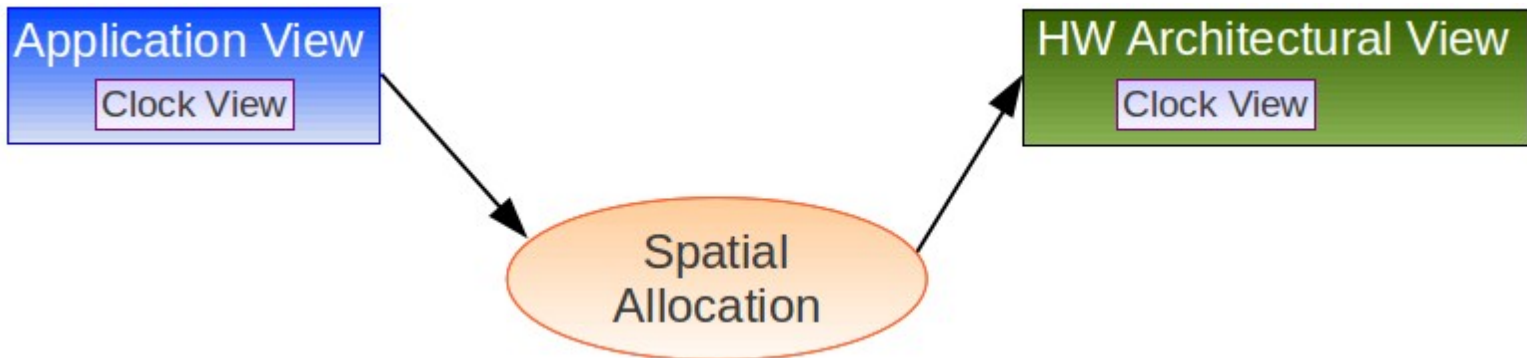 Application View
Clock View
HW Architectural View
Clock View
Spatial
Allocation